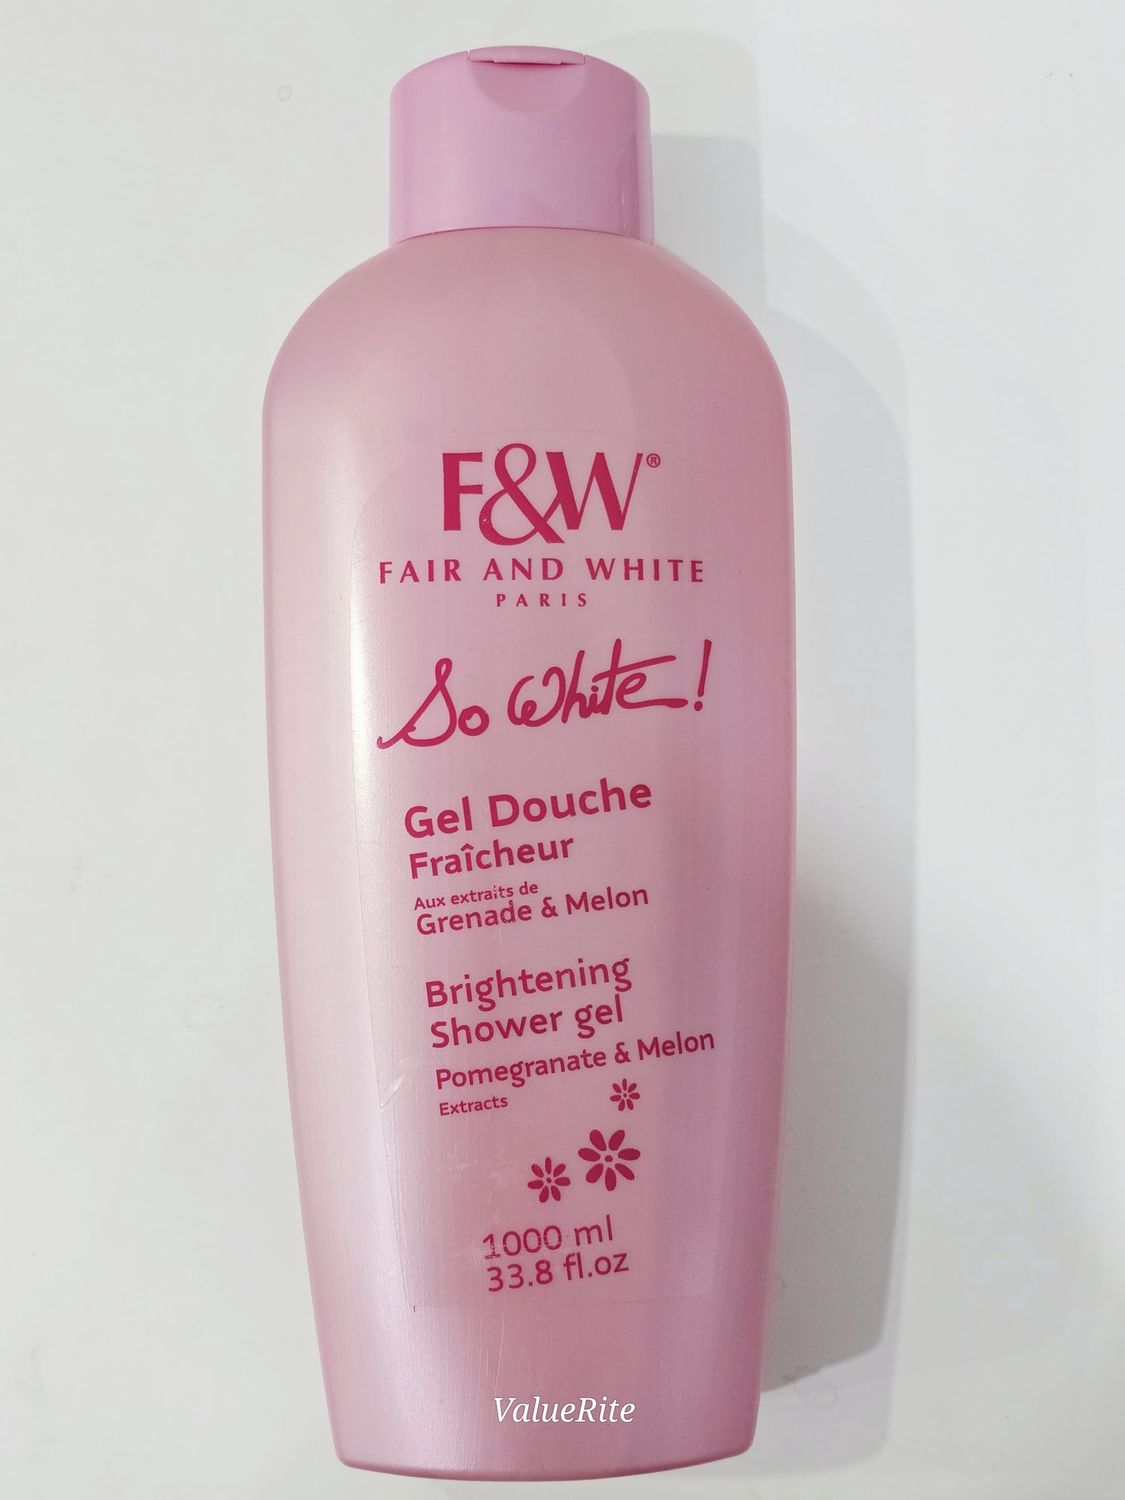 F&W®
FAIR AND WHITE
PARIS
So White!
Gel Douche
Fraîcheur
Aux extraits de
Grenade & Melon
Brightening
Shower gel
Pomegranate & Melon
Extracts
1000 ml
33.8 fl.oz
ValueRite